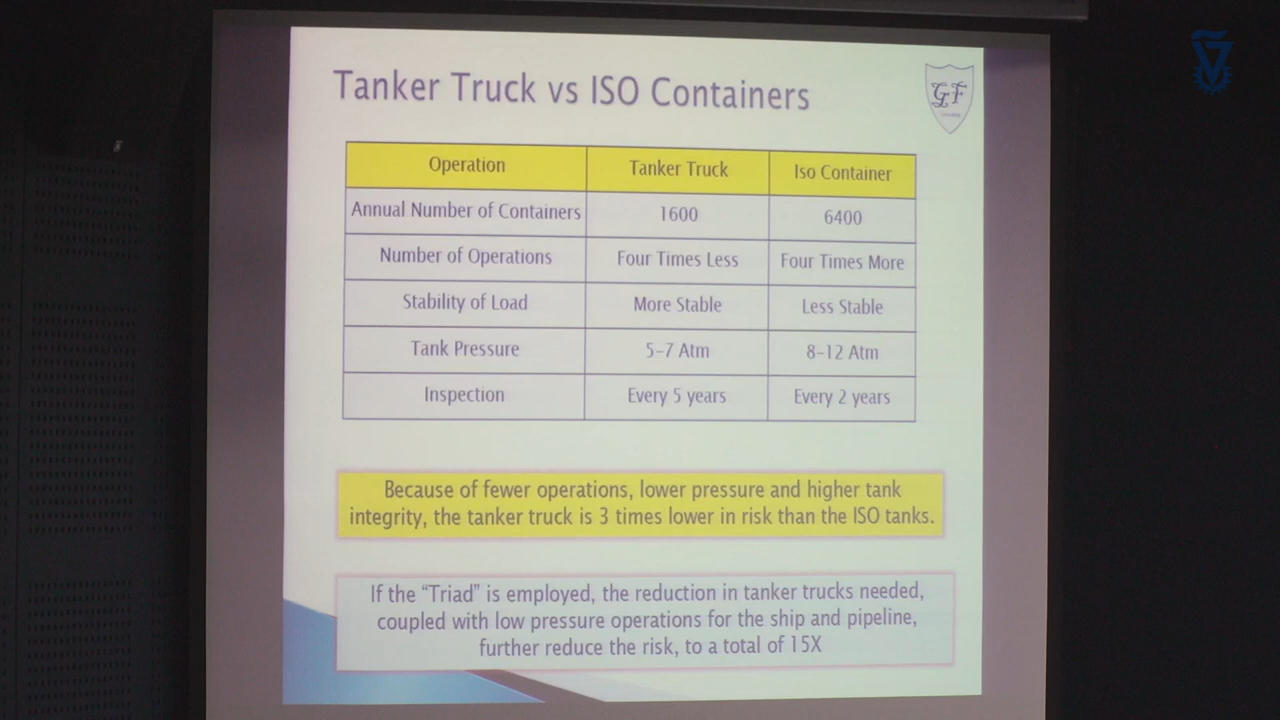 Tanker Truck vs ISO Containers
GF
Operation Tanker Truck Iso Container
Annual Number of Containers 1600 6400
Number of Operations Four Times Less Four Times More
Stability of Load More Stable Less Stable
Tank Pressure 5-7 Atm 8-12 Atm
Inspection Every 5 years Every 2 years
Because of fewer operations, lower pressure and higher tank
integrity, the tanker truck is 3 times lower in risk than the ISO tanks.
If the “Triad” is employed, the reduction in tanker trucks needed,
coupled with low pressure operations for the ship and pipeline,
further reduce the risk, to a total of 15X